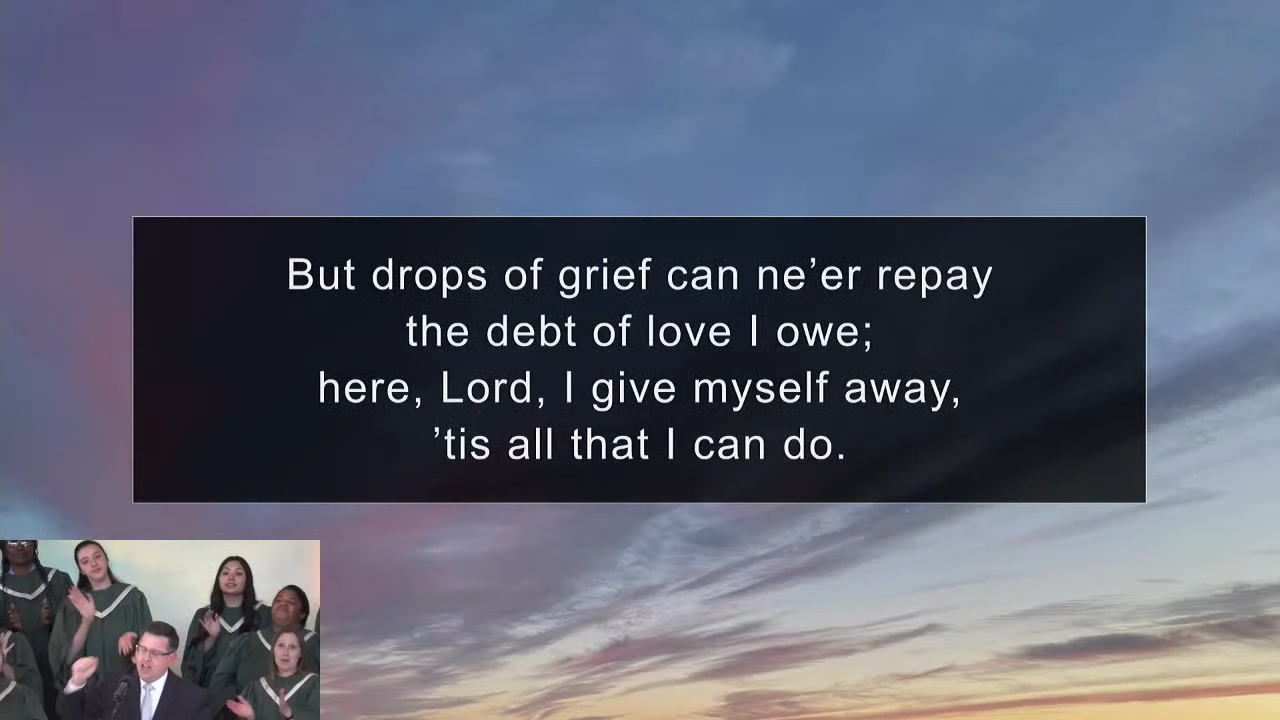 But drops of grief can ne’er repay
the debt of love I owe;
here, Lord, I give myself away,
’tis all that I can do.